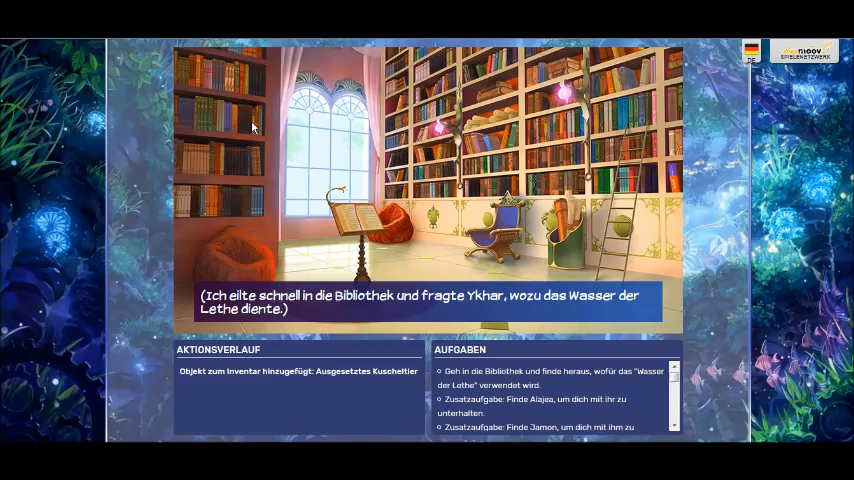 DE
moov
SPIELENETZWERK
(Ich eilte schnell in die Bibliothek und fragte Ykhar, wozu das Wasser der
Lethe diente.)
AKTIONSVERLAUF
Objekt zum Inventar hinzugefügt: Ausgesetztes Kuscheltier
AUFGABEN
Geh in die Bibliothek und finde heraus, wofür das "Wasser
der Lethe" verwendet wird.
Zusatzaufgabe: Finde Alajea, um dich mit ihr zu
unterhalten.
Zusatzaufgabe: Finde Jamon, um dich mit ihm zu